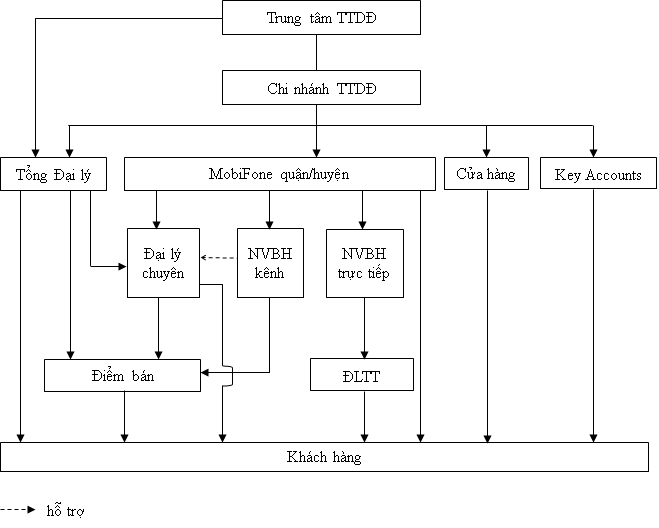 Trung tâm TTDĐ
Chi nhánh TTDĐ
Tổng Đại lý
MobiFone quận/huyện
Cửa hàng
Key Accounts
Đại lý
chuyên
NVBH
kênh
NVBH
trực tiếp
Điểm bán
ĐLTT
Khách hàng
hỗ trợ